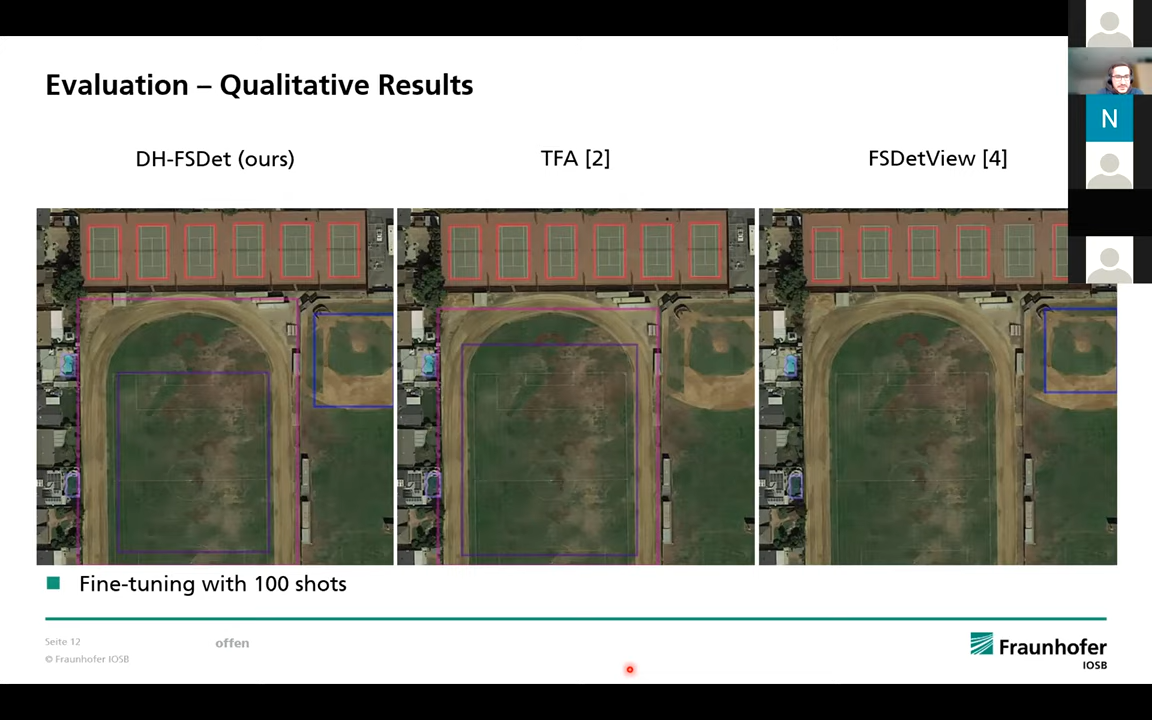 Evaluation – Qualitative Results
DH-FSDet (ours)
TFA [2]
FSDetView [4]
N
Fine-tuning with 100 shots
Seite 12
offen
© Fraunhofer IOSB
Fraunhofer
IOSB